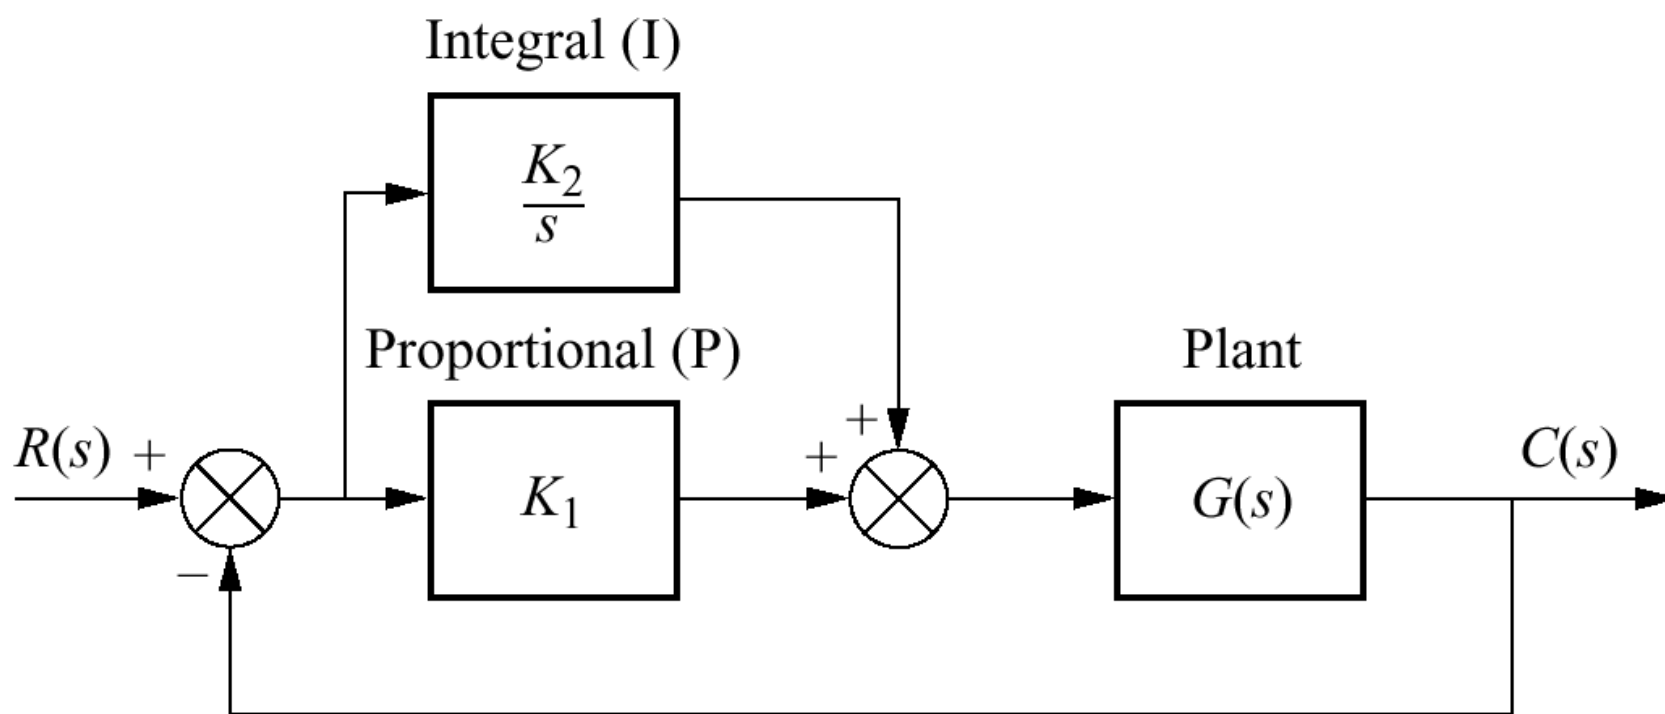 Integral (I)
K₂
s
Proportional (P)
Plant
R(s) +
+
+
C(s)
K₁
G(s)
−